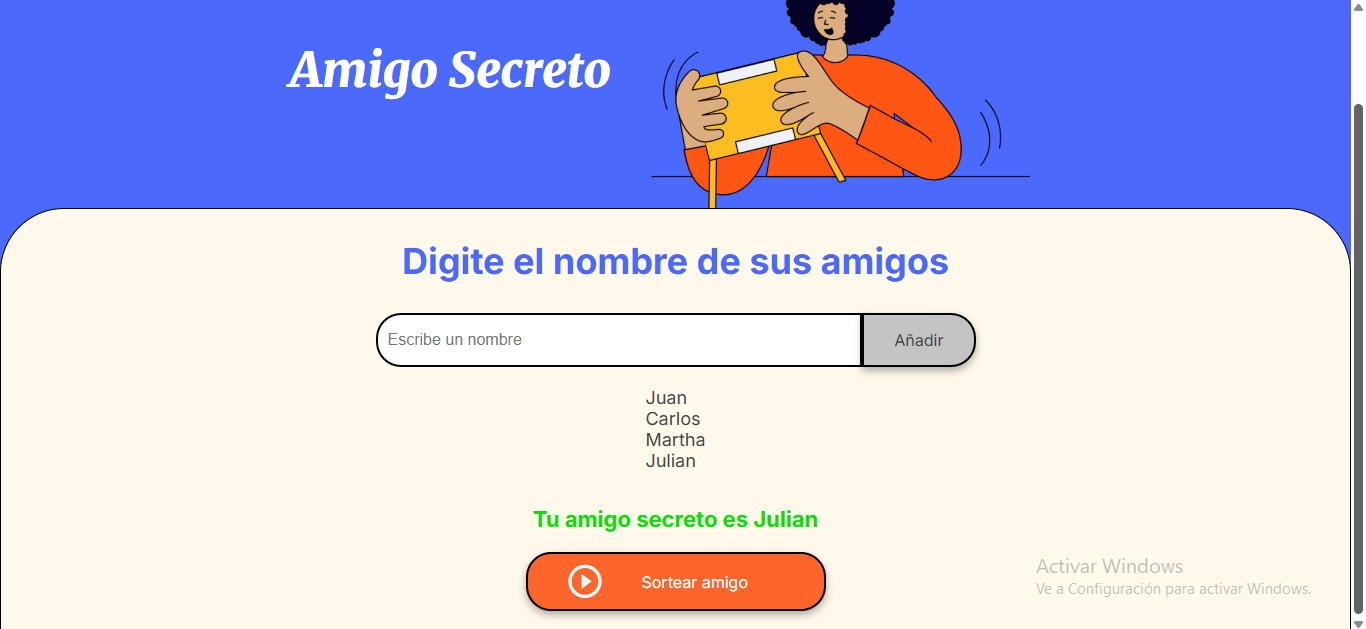 Amigo Secreto
Digite el nombre de sus amigos
Escribe un nombre
Añadir
Juan
Carlos
Martha
Julian
Tu amigo secreto es Julian
Sortear amigo
Activar Windows
Ve a Configuración para activar Windows.